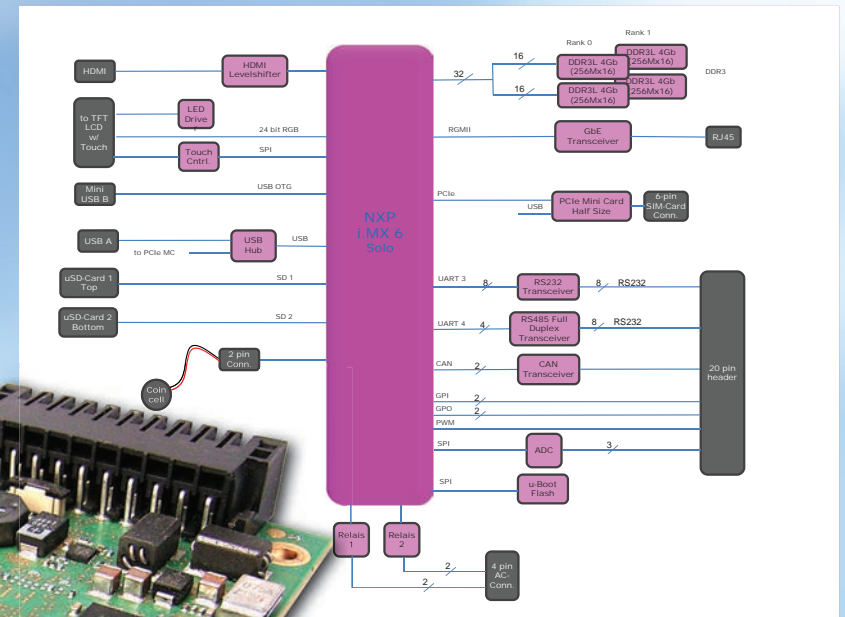 Rank 1
Rank 0
HDMI
HDMI
Levelshifter
32
16
16
DDR3L 4Gb
(256Mx16)
DDR3L 4Gb
(256Mx16)
DDR3L 4Gb
(256Mx16)
DDR3L 4Gb
(256Mx16)
DDR3
to TFT
LCD
w/
Touch
LED
Drive
r
24 bit RGB
SPI
Touch
Cntrl.
RGMII
GbE
Transceiver
RJ45
Mini
USB B
USB OTG
PCIe
USB
PCIe Mini Card
Half Size
6-pin
SIM-Card
Conn.
NXP
i.MX 6
Solo
USB A
to PCIe MC
USB
Hub
USB
uSD-Card 1
Top
SD 1
UART 3
8
RS232
Transceiver
8
RS232
uSD-Card 2
Bottom
SD 2
UART 4
4
RS485 Full
Duplex
Transceiver
8
RS232
2 pin
Conn.
Coin
cell
CAN
2
CAN
Transceiver
20 pin
header
GPI
2
GPO
2
PWM
SPI
ADC
3
SPI
u-Boot
Flash
Relais
1
Relais
2
2
2
4 pin
AC-
Conn.